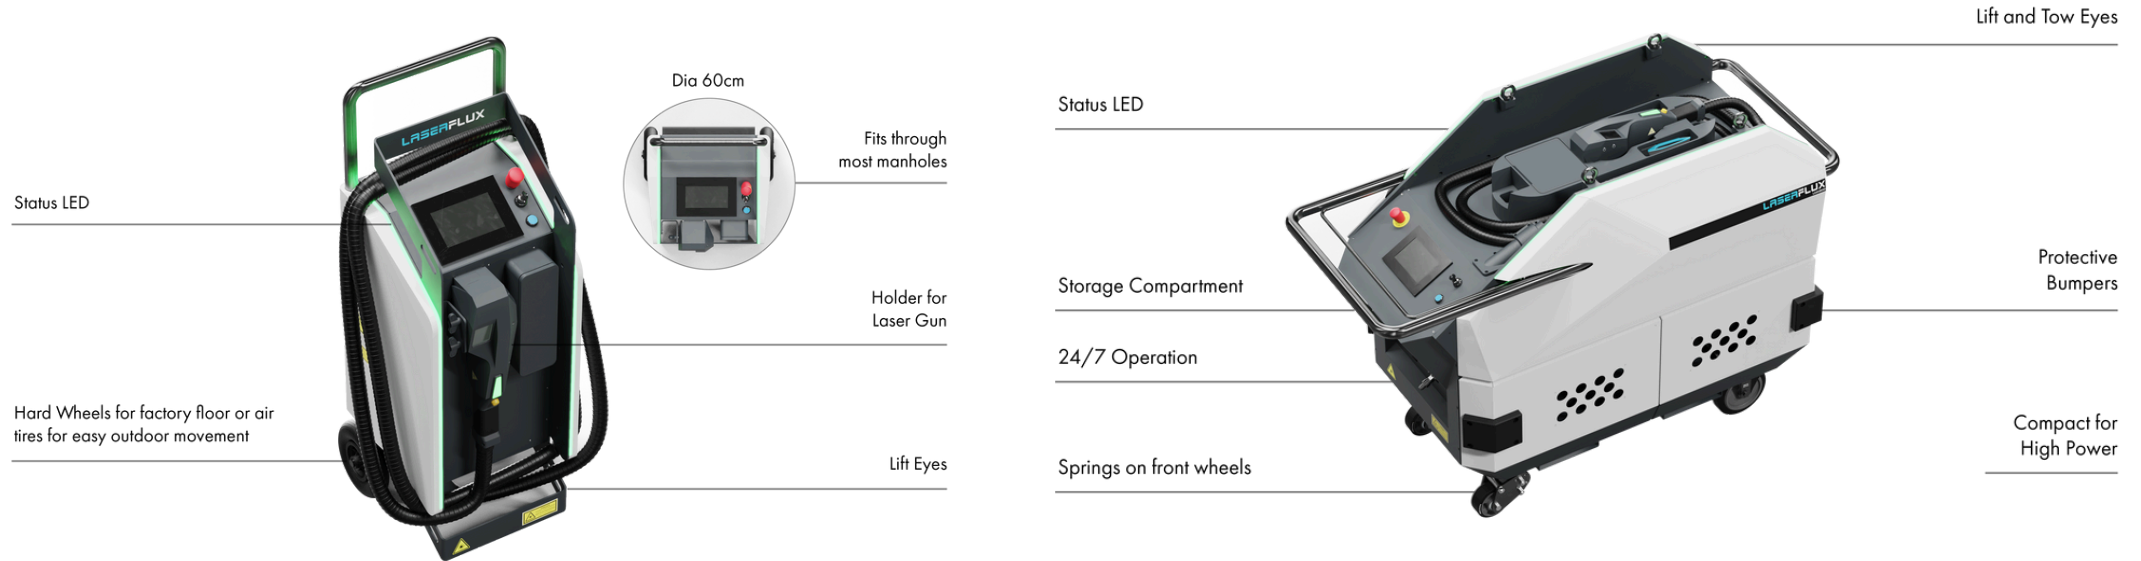 Dia 60cm
LASERFLUX
Fits through
most manholes
Status LED
Holder for
Laser Gun
Hard Wheels for factory floor or air
tires for easy outdoor movement
Lift Eyes
Lift and Tow Eyes
Status LED
LASERFLUX
Protective
Bumpers
Storage Compartment
24/7 Operation
Compact for
High Power
Springs on front wheels